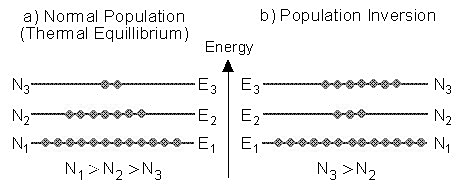 a) Normal Population
(Thermal Equillibrium)
b) Population Inversion
Energy
N3 E3
N2 E2
N1 E1
N1 > N2 > N3
E3 N3
E2 N2
E1 N1
N3 > N2